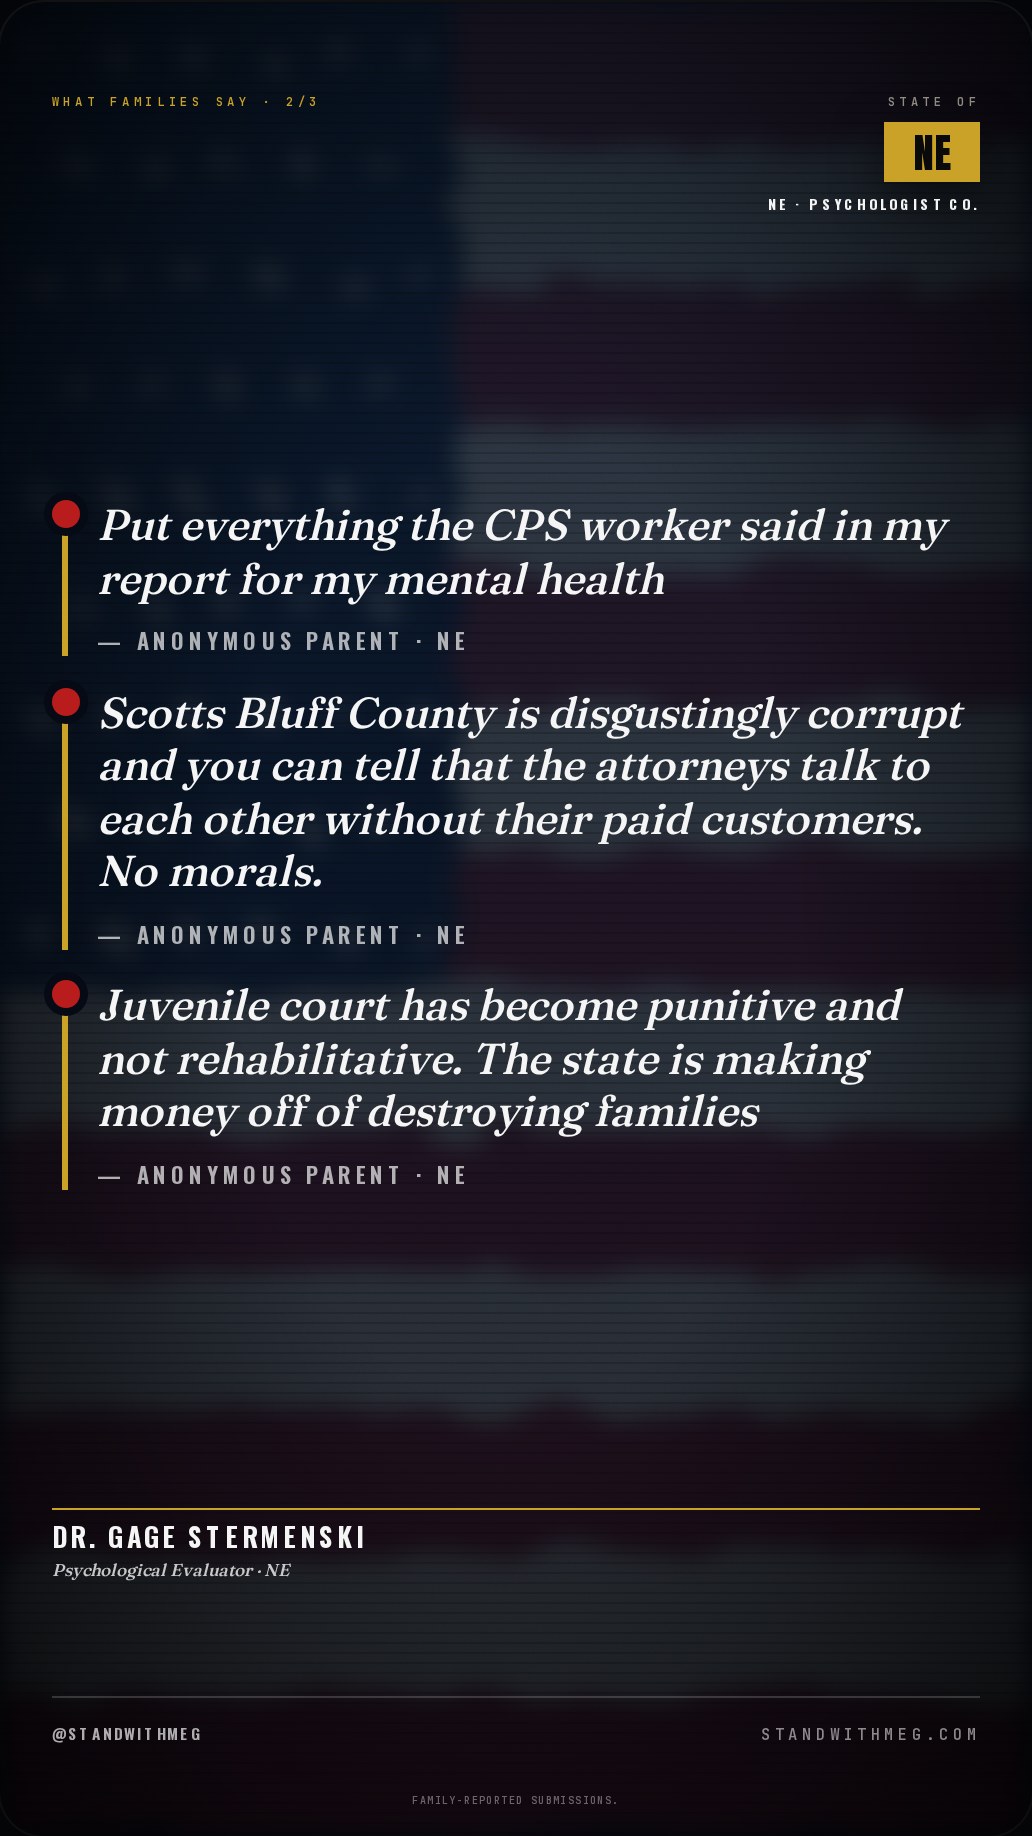 WHAT FAMILIES SAY · 2/3
STATE OF
NE
NE · PSYCHOLOGIST CO.
Put everything the CPS worker said in my
report for my mental health
— ANONYMOUS PARENT · NE
Scotts Bluff County is disgustingly corrupt
and you can tell that the attorneys talk to
each other without their paid customers.
No morals.
— ANONYMOUS PARENT · NE
Juvenile court has become punitive and
not rehabilitative. The state is making
money off of destroying families
— ANONYMOUS PARENT · NE
DR. GAGE STERMENSKI
Psychological Evaluator · NE
@STANDWITHMEG
STANDWITHMEG.COM
FAMILY-REPORTED SUBMISSIONS.